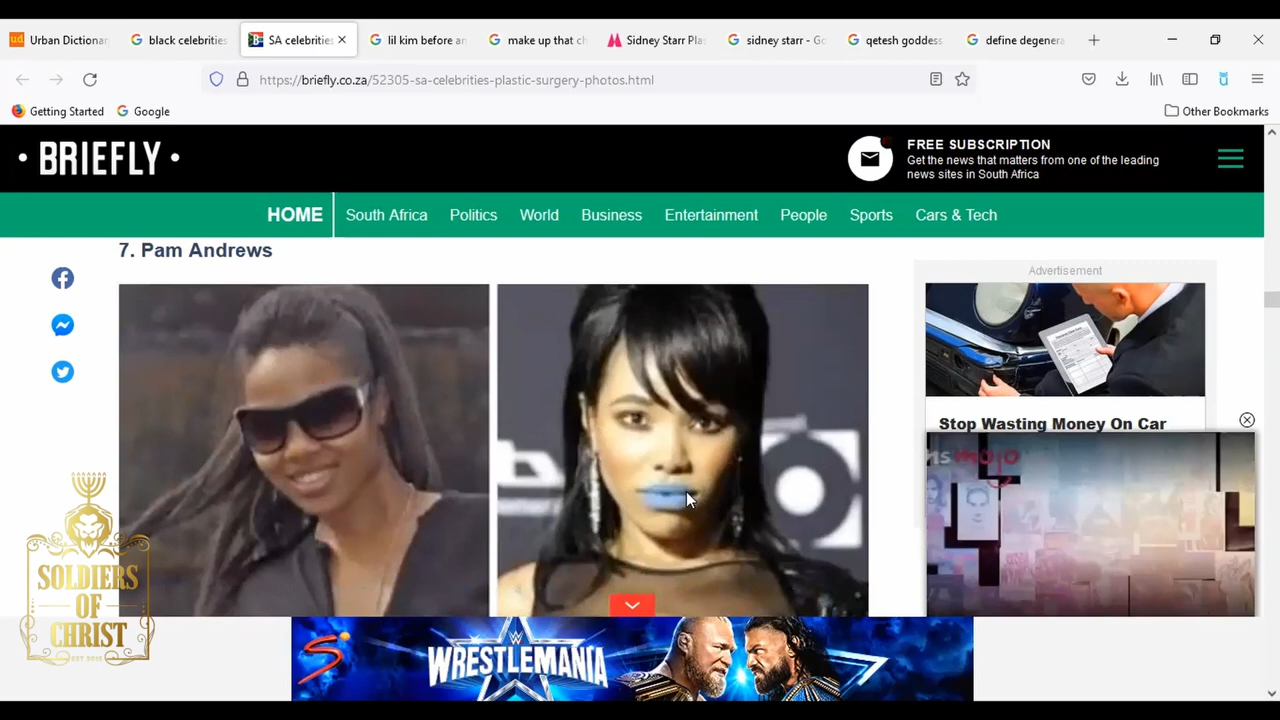 Urban Dictionar
black celebrities
SA celebrities
lil kim before an
make up that ch
Sidney Starr Plas
sidney starr - Go
qetesh goddess
define degenera
https://briefly.co.za/52305-sa-celebrities-plastic-surgery-photos.html
Getting Started
Google
Other Bookmarks
• BRIEFLY •
FREE SUBSCRIPTION
Get the news that matters from one of the leading
news sites in South Africa
HOME
South Africa
Politics
World
Business
Entertainment
People
Sports
Cars & Tech
7. Pam Andrews
Advertisement
Stop Wasting Money On Car
SOLDIERS
OF
CHRIST
WRESTLEMANIA